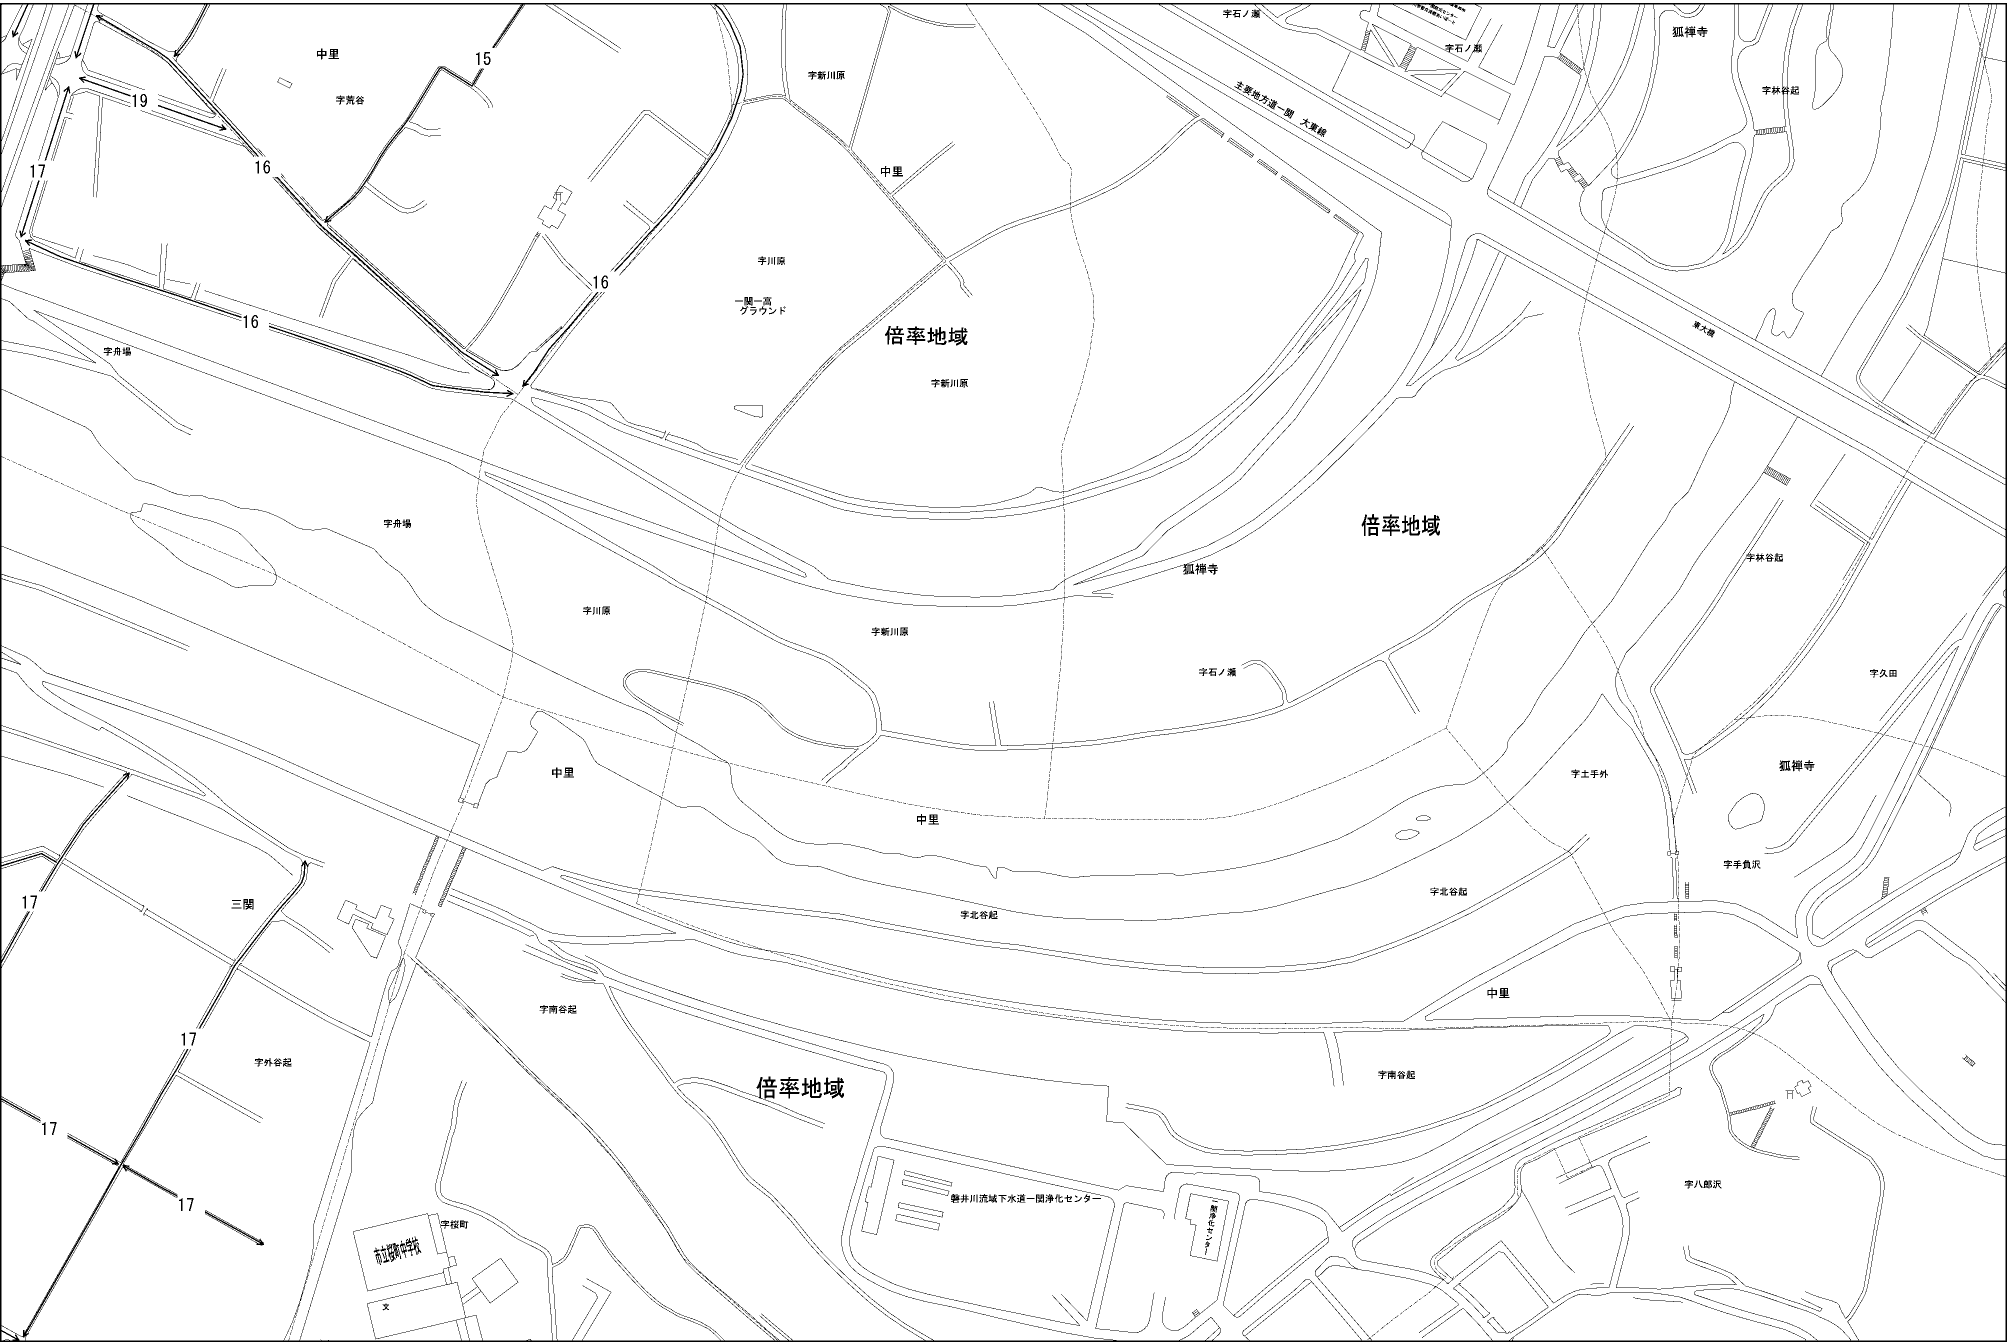 字石ノ瀬
狐禅寺
字石ノ瀬
中里
15
字新川原
字林谷起
19
字荒谷
主要地方道一関 大東線
17
16
中里
字川原
16
一関一高
グラウンド
16
倍率地域
東大橋
字舟場
字新川原
字舟場
倍率地域
字林谷起
狐禅寺
字川原
字新川原
字石ノ瀬
字久田
中里
字土手外
狐禅寺
中里
字手負沢
字北谷起
17
三関
字北谷起
中里
字南谷起
17
字外谷起
字南谷起
倍率地域
17
字八郎沢
17
磐井川流域下水道一関浄化センター
一関浄化センター
字桜町
市立桜町中学校
文